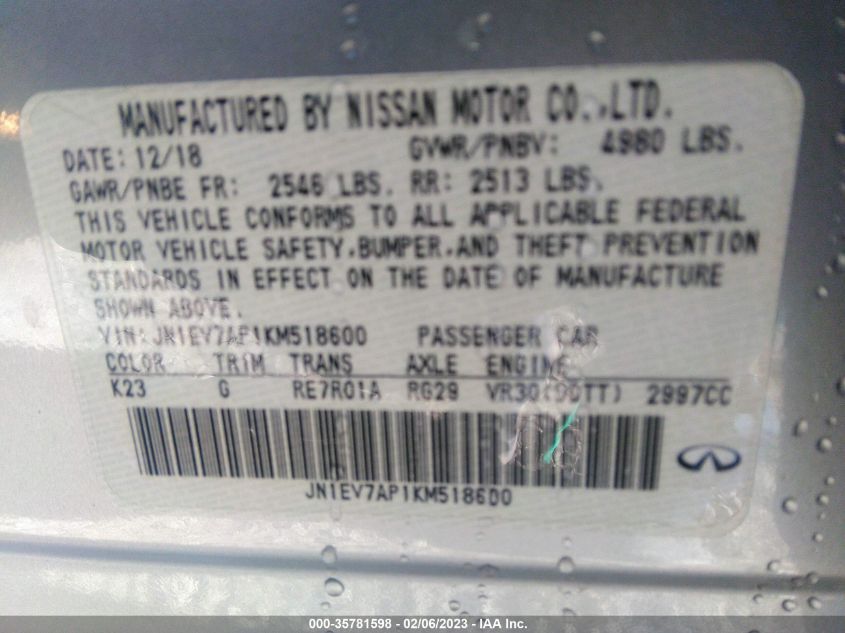 MANUFACTURED BY NISSAN MOTOR CO.,LTD.
DATE: 12/18 GVWR/PNBV: 4980 LBS.
GAWR/PNBE FR: 2546 LBS. RR: 2513 LBS.
THIS VEHICLE CONFORMS TO ALL APPLICABLE FEDERAL
MOTOR VEHICLE SAFETY, BUMPER, AND THEFT PREVENTION
STANDARDS IN EFFECT ON THE DATE OF MANUFACTURE
SHOWN ABOVE.
VIN: JN1EV7AP1KM518600 PASSENGER CAR
COLOR TRIM TRANS AXLE ENGINE
K23 G RE7R01A RG29 VR30(DDTT) 2997CC
JN1EV7AP1KM518600
000-35781598 - 02/06/2023 - IAA Inc.